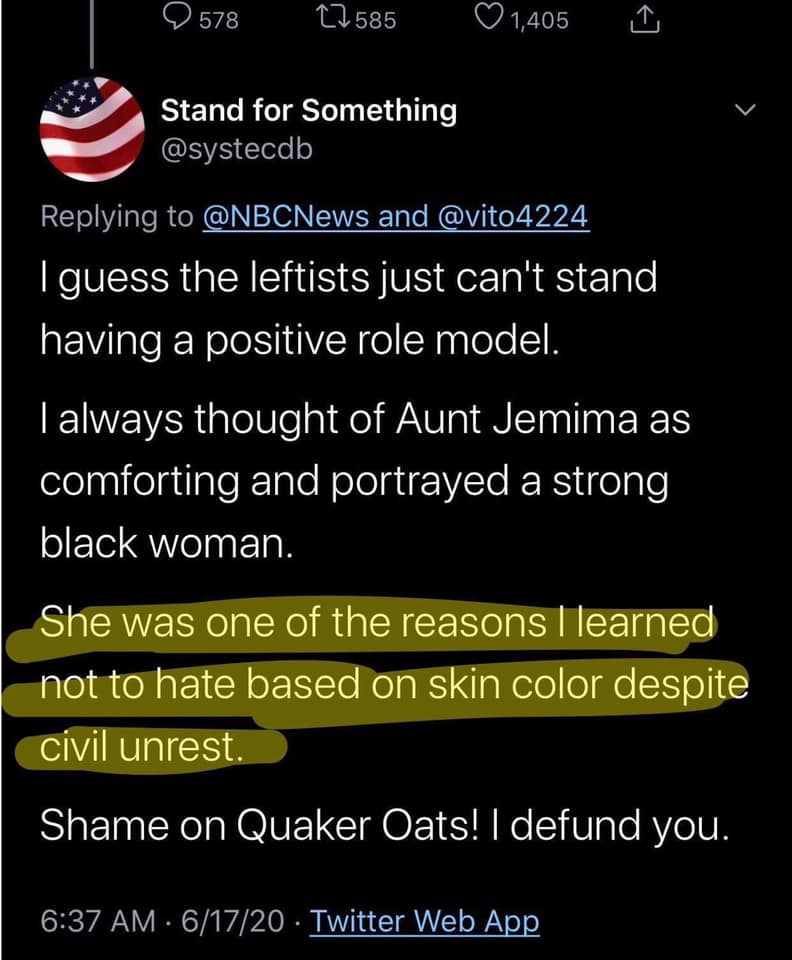 578 585 1,405
Stand for Something
@systecdb
Replying to @NBCNews and @vito4224
I guess the leftists just can't stand
having a positive role model.
I always thought of Aunt Jemima as
comforting and portrayed a strong
black woman.
She was one of the reasons I learned
not to hate based on skin color despite
civil unrest.
Shame on Quaker Oats! I defund you.
6:37 AM · 6/17/20 · Twitter Web App